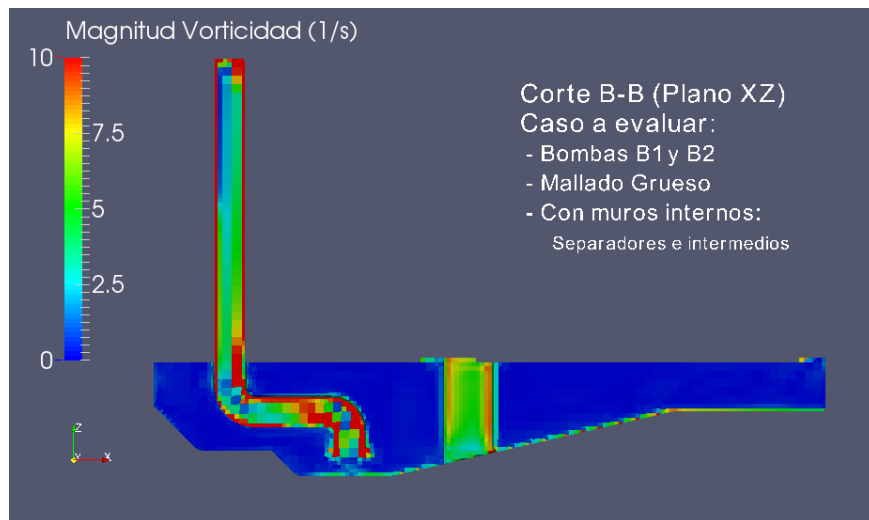 Magnitud Vorticidad (1/s)
10
7.5
5
2.5
0
Corte B-B (Plano XZ)
Caso a evaluar:
- Bombas B1 y B2
- Mallado Grueso
- Con muros internos:
Separadores e intermedios
Z
Y
X